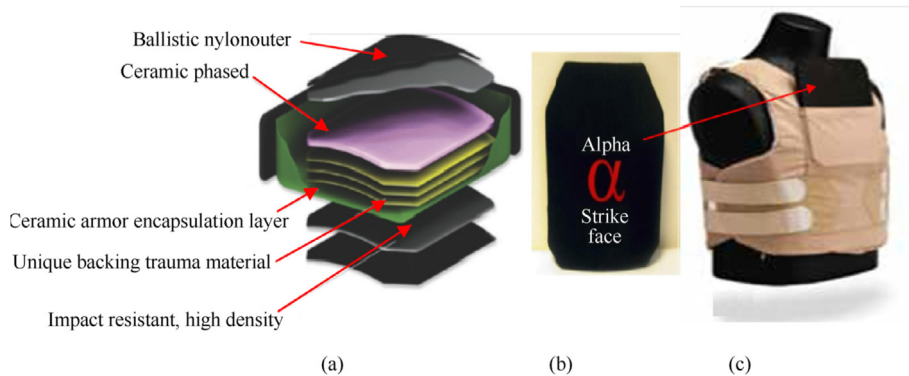 Ballistic nylonouter
Ceramic phased
Ceramic armor encapsulation layer
Unique backing trauma material
Impact resistant, high density
Alpha
α
Strike
face
(a)
(b)
(c)